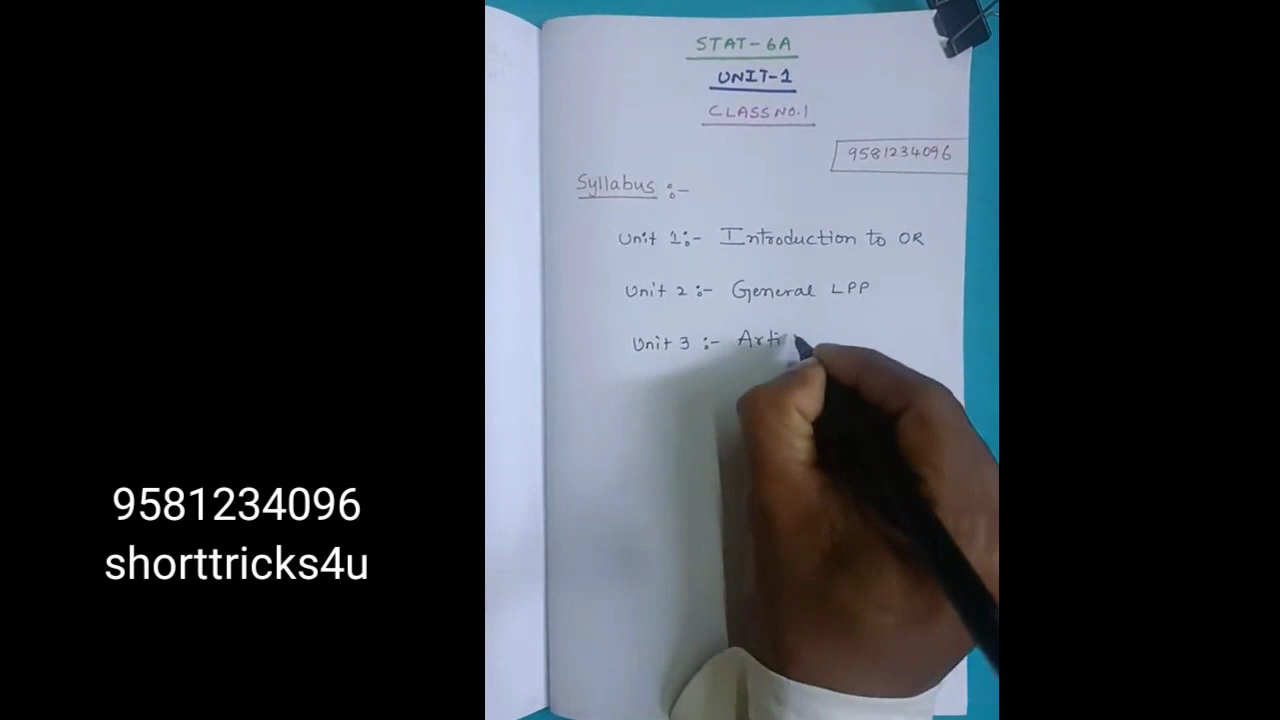 STAT-6A
UNIT-1
CLASS NO.1
9581234096
Syllabus :-
Unit 1:- Introduction to OR
Unit 2 :- General LPP
Unit 3 :- Arti
9581234096
shorttricks4u